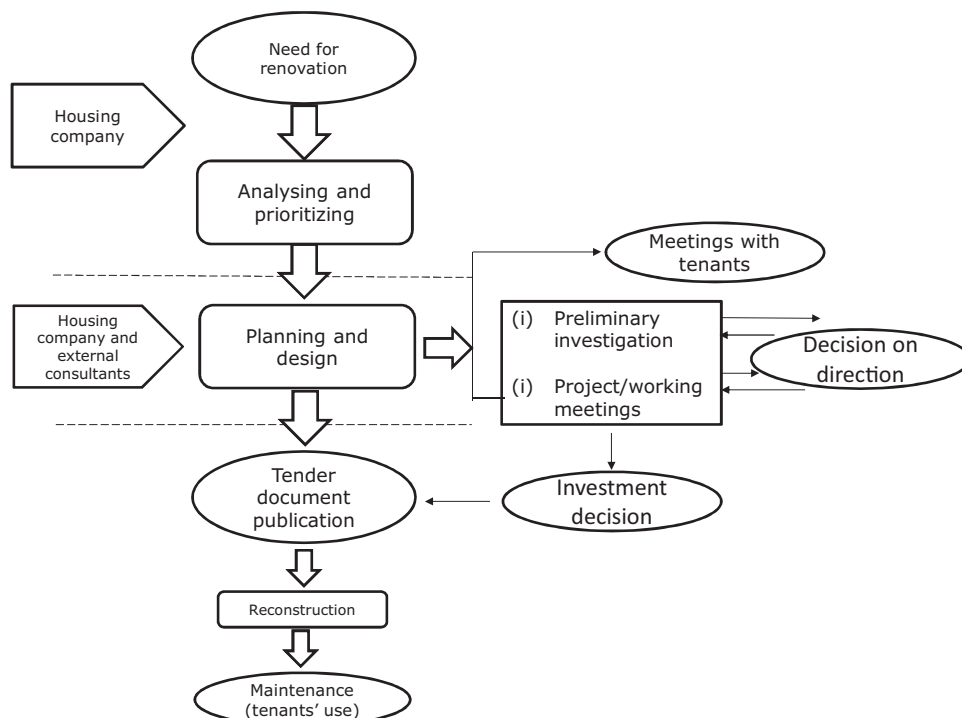 Need for
renovation
Housing
company
Analysing and
prioritizing
Meetings with
tenants
Housing
company and
external
consultants
Planning and
design
(i) Preliminary
investigation
(i) Project/working
meetings
Decision on
direction
Tender
document
publication
Investment
decision
Reconstruction
Maintenance
(tenants’ use)